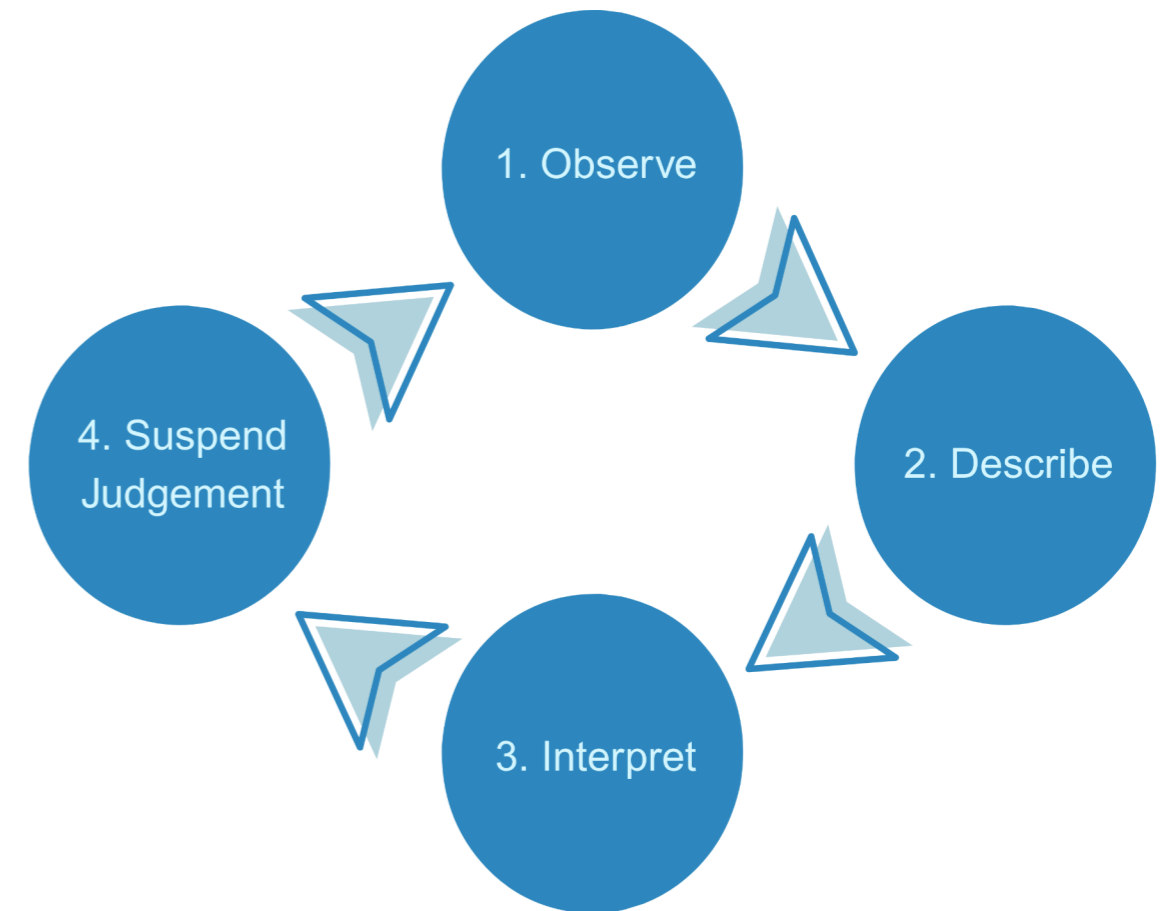 1. Observe
2. Describe
3. Interpret
4. Suspend
Judgement